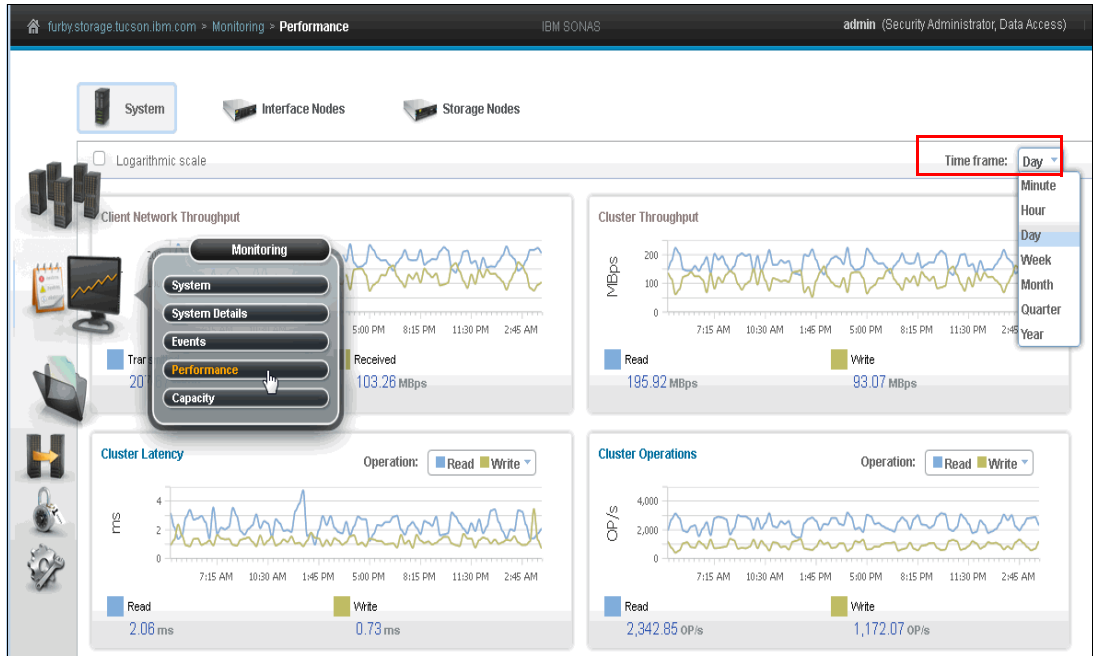 furby.storage.tucson.ibm.com > Monitoring > Performance
IBM SONAS
admin (Security Administrator, Data Access)
System
Interface Nodes
Storage Nodes
Logarithmic scale
Time frame: Day
Minute
Hour
Day
Week
Month
Quarter
Year
Client Network Throughput
5:00 PM 8:15 PM 11:30 PM 2:45 AM
Received
103.26 MBps
Monitoring
System
System Details
Events
Performance
Capacity
Cluster Throughput
MBps
200
100
0
7:15 AM 10:30 AM 1:45 PM 5:00 PM 8:15 PM 11:30 PM 2:45
Read
195.92 MBps
Write
93.07 MBps
Cluster Latency
Operation: Read Write
ms
4
2
0
7:15 AM 10:30 AM 1:45 PM 5:00 PM 8:15 PM 11:30 PM 2:45 AM
Read
2.06 ms
Write
0.73 ms
Cluster Operations
Operation: Read Write
OP/s
4,000
2,000
0
7:15 AM 10:30 AM 1:45 PM 5:00 PM 8:15 PM 11:30 PM 2:45 AM
Read
2,342.85 OP/s
Write
1,172.07 OP/s